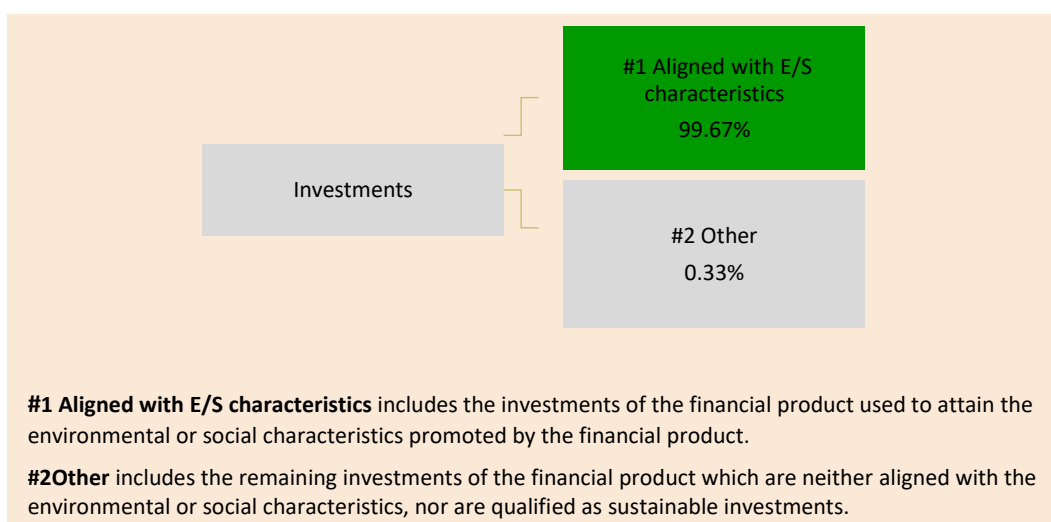 #1 Aligned with E/S
characteristics
99.67%
Investments
#2 Other
0.33%
#1 Aligned with E/S characteristics includes the investments of the financial product used to attain the
environmental or social characteristics promoted by the financial product.
#2Other includes the remaining investments of the financial product which are neither aligned with the
environmental or social characteristics, nor are qualified as sustainable investments.